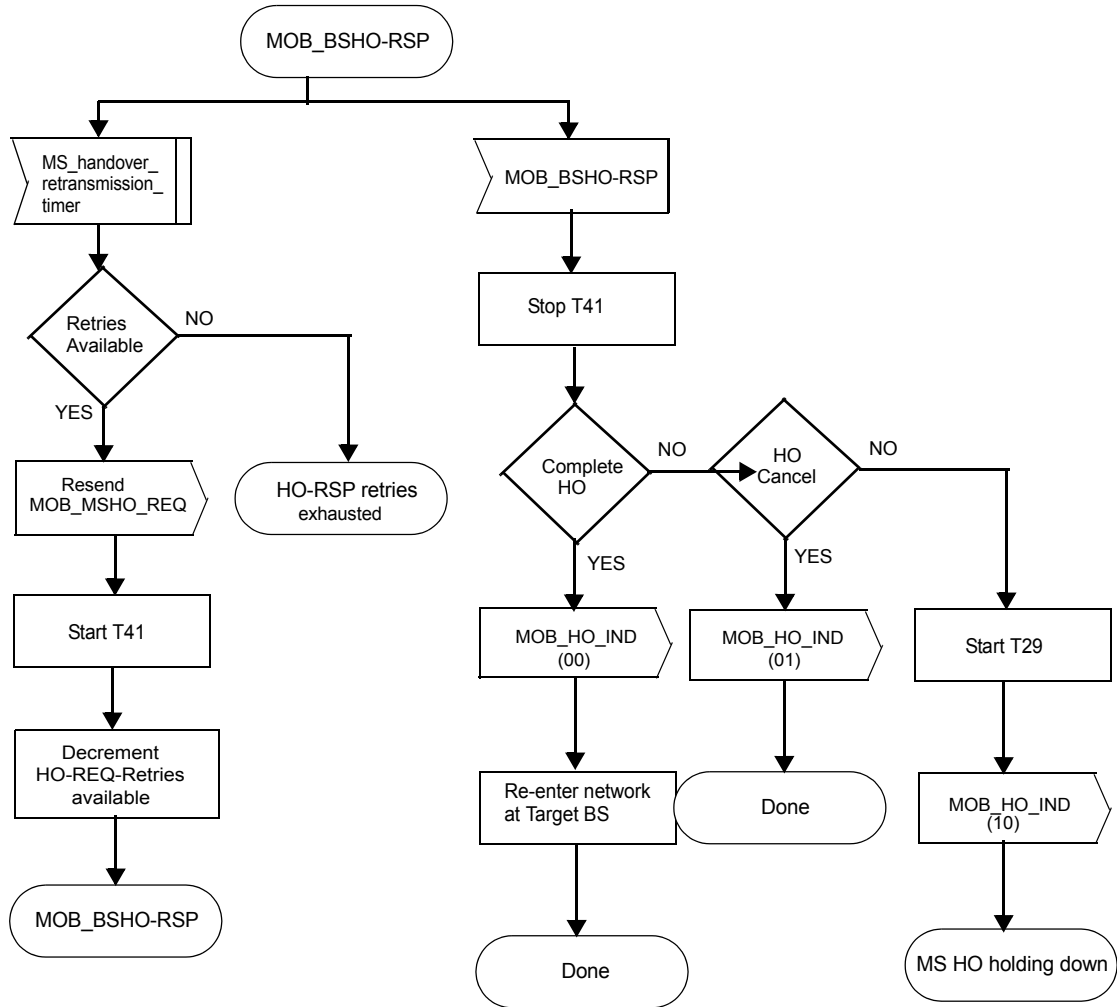 MOB_BSHO-RSP
MS_handover_
retransmission_
timer
Retries
Available
NO
YES
Resend
MOB_MSHO_REQ
HO-RSP retries
exhausted
Start T41
Decrement
HO-REQ-Retries
available
MOB_BSHO-RSP
MOB_BSHO-RSP
Stop T41
Complete
HO
NO
YES
HO
Cancel
NO
YES
MOB_HO_IND
(00)
Re-enter network
at Target BS
Done
MOB_HO_IND
(01)
Done
Start T29
MOB_HO_IND
(10)
MS HO holding down